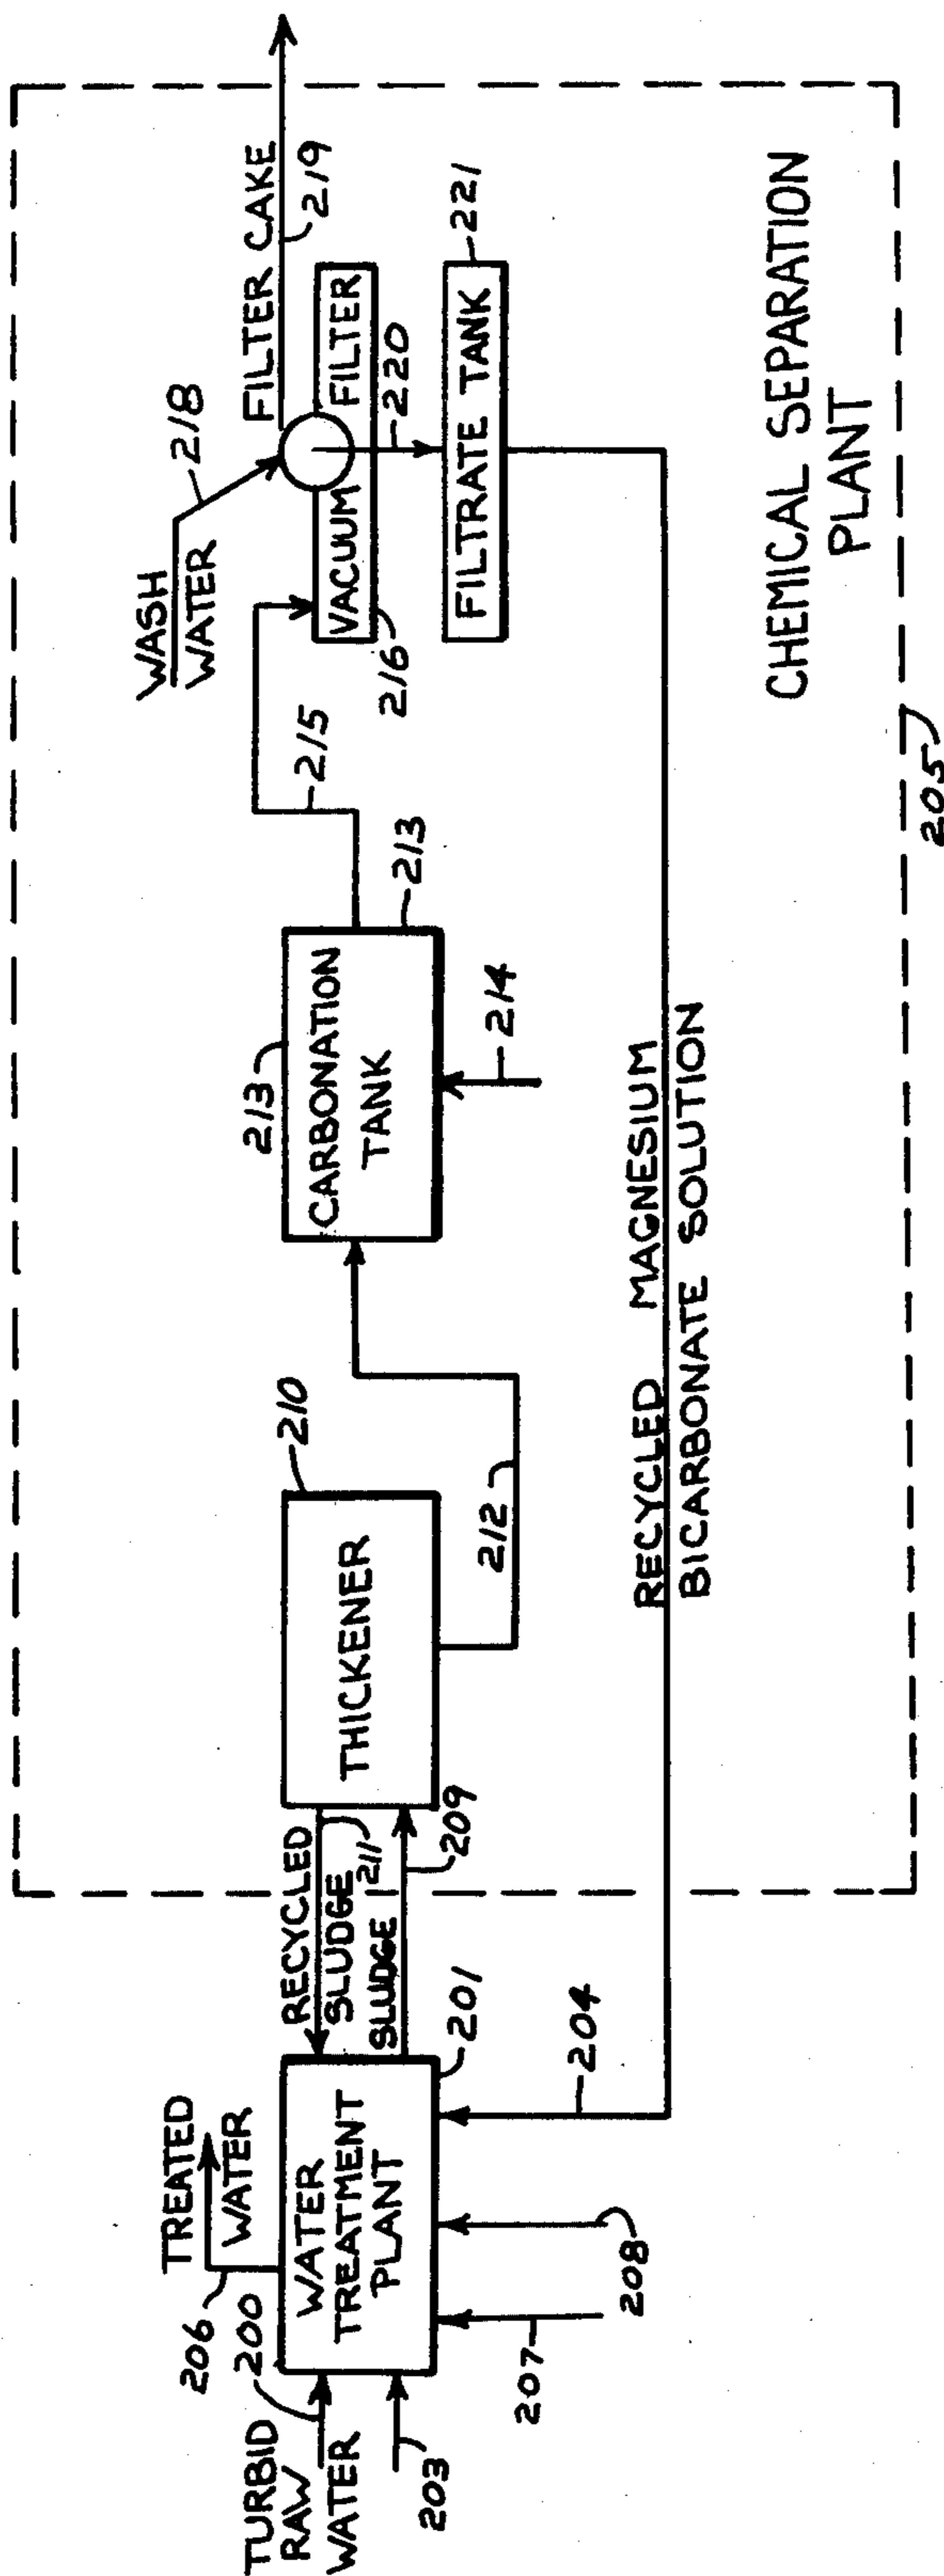 TURBID
RAW
WATER
200
203
206
TREATED
WATER
WATER
TREATMENT
PLANT
201
207
208
204
RECYCLED
SLUDGE
211
SLUDGE
209
THICKENER
210
212
213
CARBONATION
TANK
213
214
215
WASH
WATER
218
VACUUM FILTER
216
FILTER CAKE
219
220
FILTRATE TANK
221
RECYCLED MAGNESIUM
BICARBONATE SOLUTION
CHEMICAL SEPARATION
PLANT
205